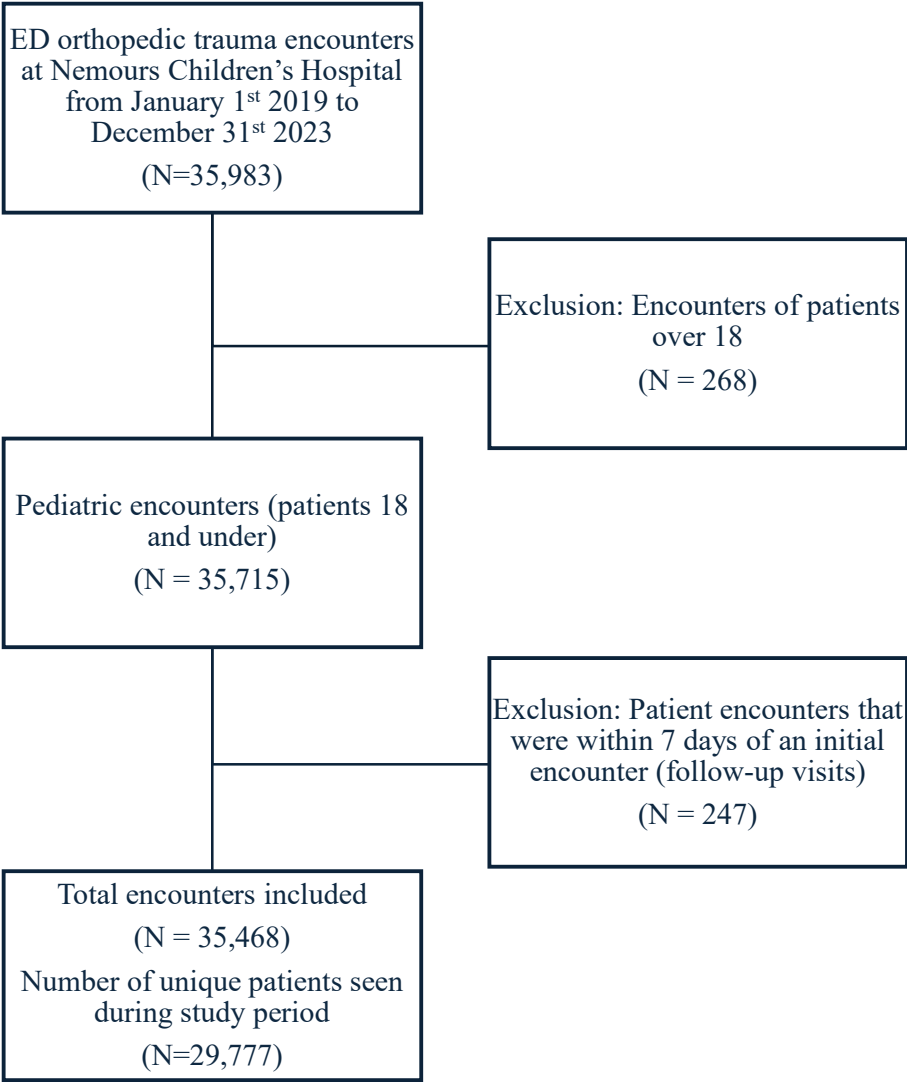 ED orthopedic trauma encounters
at Nemours Children’s Hospital
from January 1st 2019 to
December 31st 2023
(N=35,983)
Exclusion: Encounters of patients
over 18
(N = 268)
Pediatric encounters (patients 18
and under)
(N = 35,715)
Exclusion: Patient encounters that
were within 7 days of an initial
encounter (follow-up visits)
(N = 247)
Total encounters included
(N = 35,468)
Number of unique patients seen
during study period
(N=29,777)